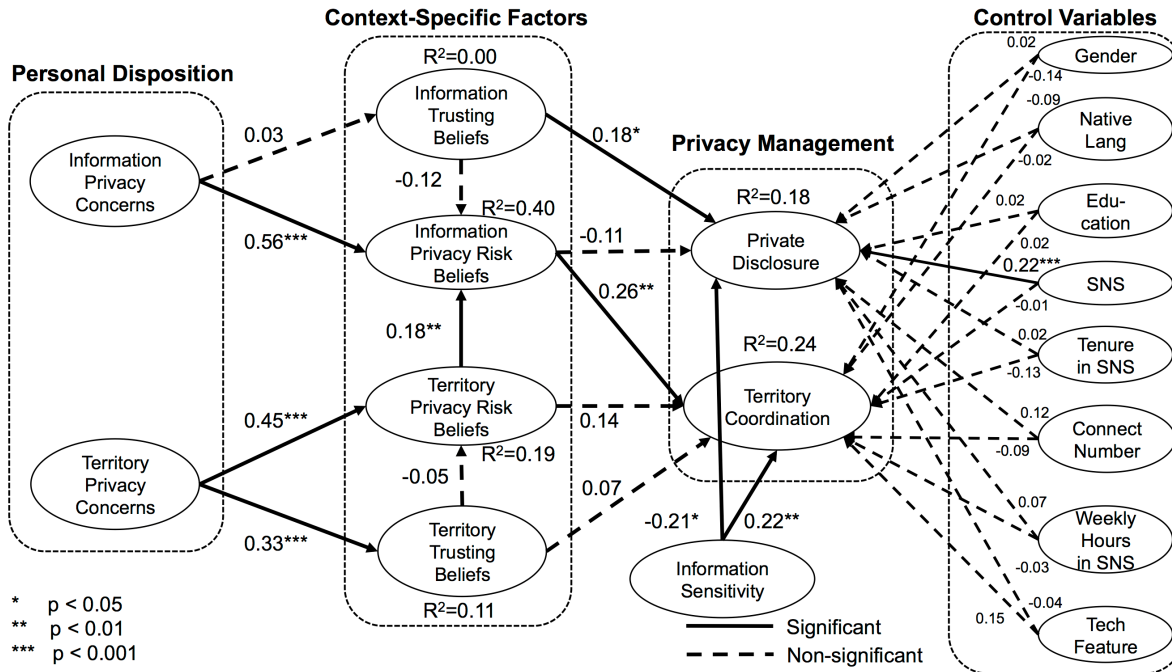 Context-Specific Factors
Control Variables
Personal Disposition
Privacy Management
Information
Privacy
Concerns
Territory
Privacy
Concerns
0.03
0.56***
0.45***
0.33***
R²=0.00
Information
Trusting
Beliefs
-0.12
R²=0.40
Information
Privacy Risk
Beliefs
0.18**
Territory
Privacy Risk
Beliefs
R²=0.19
-0.05
Territory
Trusting
Beliefs
R²=0.11
0.18*
-0.11
0.26**
0.14
0.07
R²=0.18
Private
Disclosure
R²=0.24
Territory
Coordination
-0.21*
0.22**
Information
Sensitivity
0.02
Gender
-0.14
-0.09
Native
Lang
-0.02
0.02
Edu-
cation
0.02
0.22***
SNS
-0.01
0.02
Tenure
in SNS
-0.13
0.12
Connect
Number
-0.09
0.07
Weekly
Hours
in SNS
-0.03
-0.04
Tech
Feature
0.15
* p < 0.05
** p < 0.01
*** p < 0.001
Significant
Non-significant